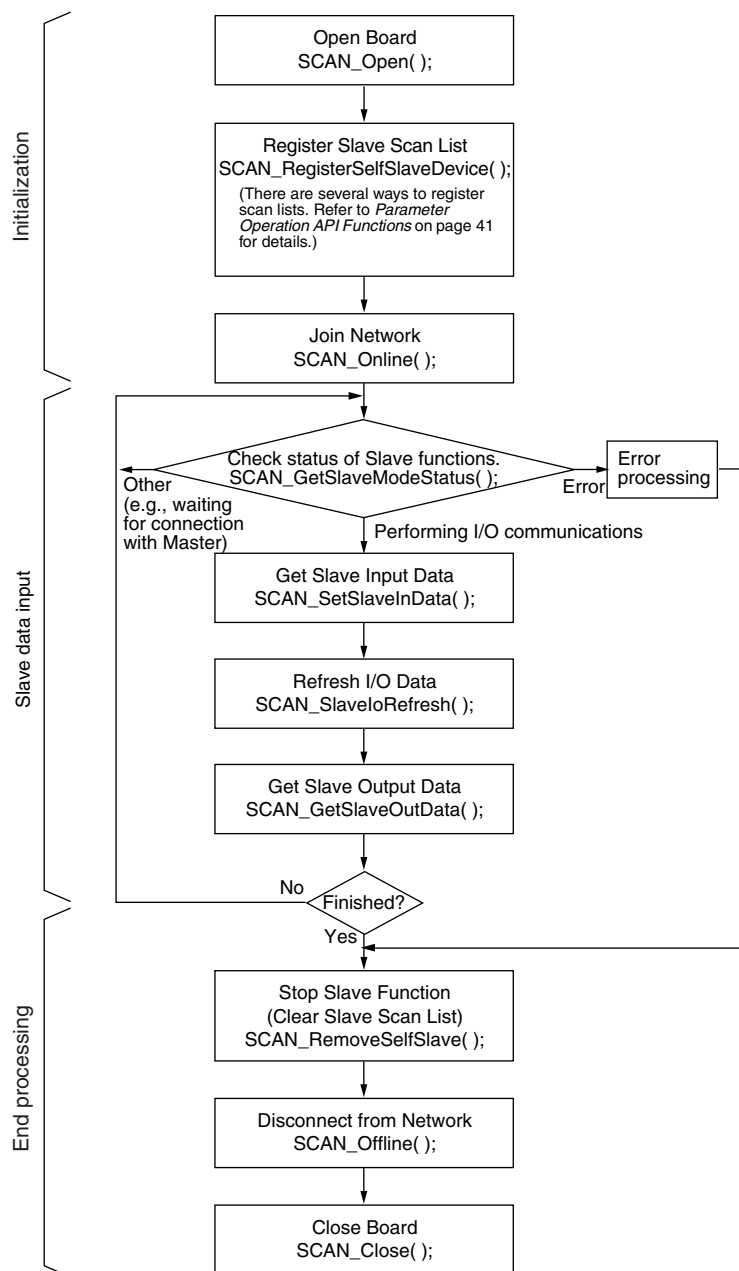 Open Board
SCAN_Open( );
Initialization
Register Slave Scan List
SCAN_RegisterSelfSlaveDevice( );
(There are several ways to register
scan lists. Refer to Parameter
Operation API Functions on page 41
for details.)
Join Network
SCAN_Online( );
Slave data input
Check status of Slave functions.
SCAN_GetSlaveModeStatus( );
Error
processing
Error
Other
(e.g., waiting
for connection
with Master)
Performing I/O communications
Get Slave Input Data
SCAN_SetSlaveInData( );
Refresh I/O Data
SCAN_SlaveIoRefresh( );
Get Slave Output Data
SCAN_GetSlaveOutData( );
No
Finished?
Yes
End processing
Stop Slave Function
(Clear Slave Scan List)
SCAN_RemoveSelfSlave( );
Disconnect from Network
SCAN_Offline( );
Close Board
SCAN_Close( );